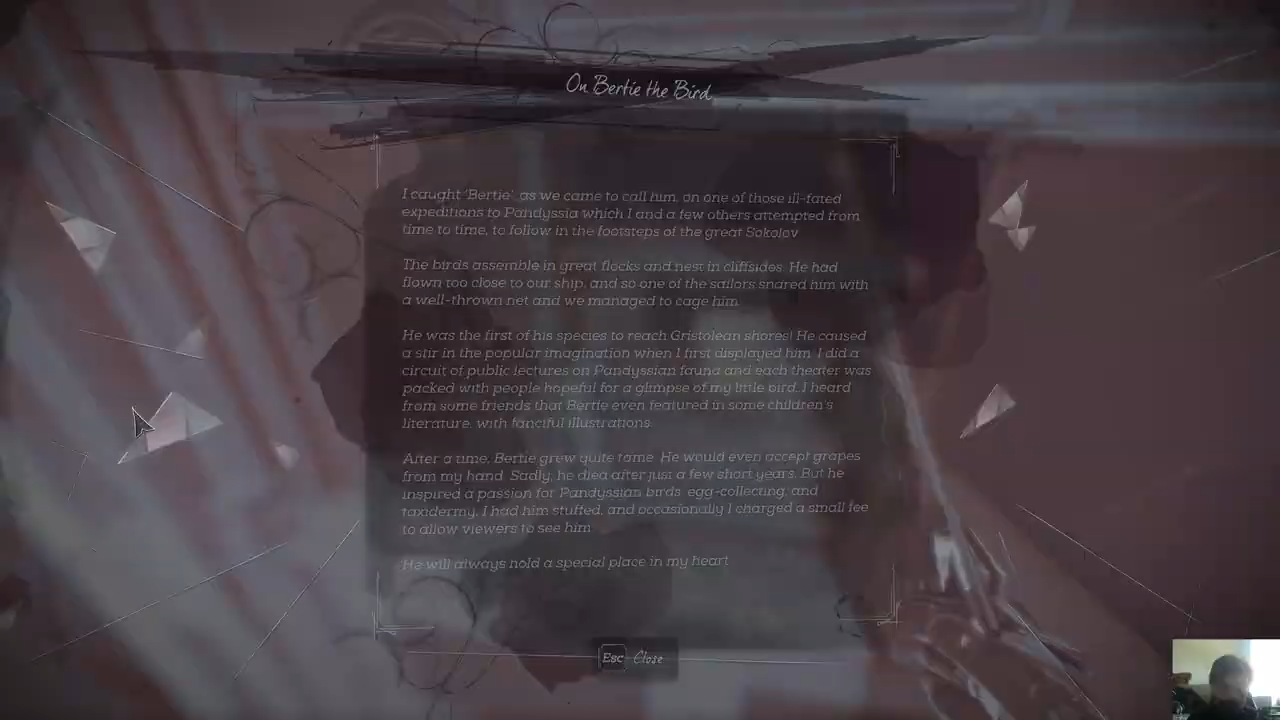 On Bertie the Bird
I caught 'Bertie', as we came to call him, on one of those ill-fated
expeditions to Pandyssia which I and a few others attempted from
time to time, to follow in the footsteps of the great Sokolov.
The birds assemble in great flocks and nest in cliffsides. He had
flown too close to our ship, and so one of the sailors snared him with
a well-thrown net and we managed to cage him.
He was the first of his species to reach Gristolean shores! He caused
a stir in the popular imagination when I first displayed him. I did a
circuit of public lectures on Pandyssian fauna and each theater was
packed with people hopeful for a glimpse of my little bird. I heard
from some friends that Bertie even featured in some children's
literature, with fanciful illustrations.
After a time, Bertie grew quite tame. He would even accept grapes
from my hand. Sadly, he died after just a few short years. But he
inspired a passion for Pandyssian birds, egg-collecting, and
taxidermy. I had him stuffed, and occasionally I charged a small fee
to allow viewers to see him.
He will always hold a special place in my heart.
Esc Close